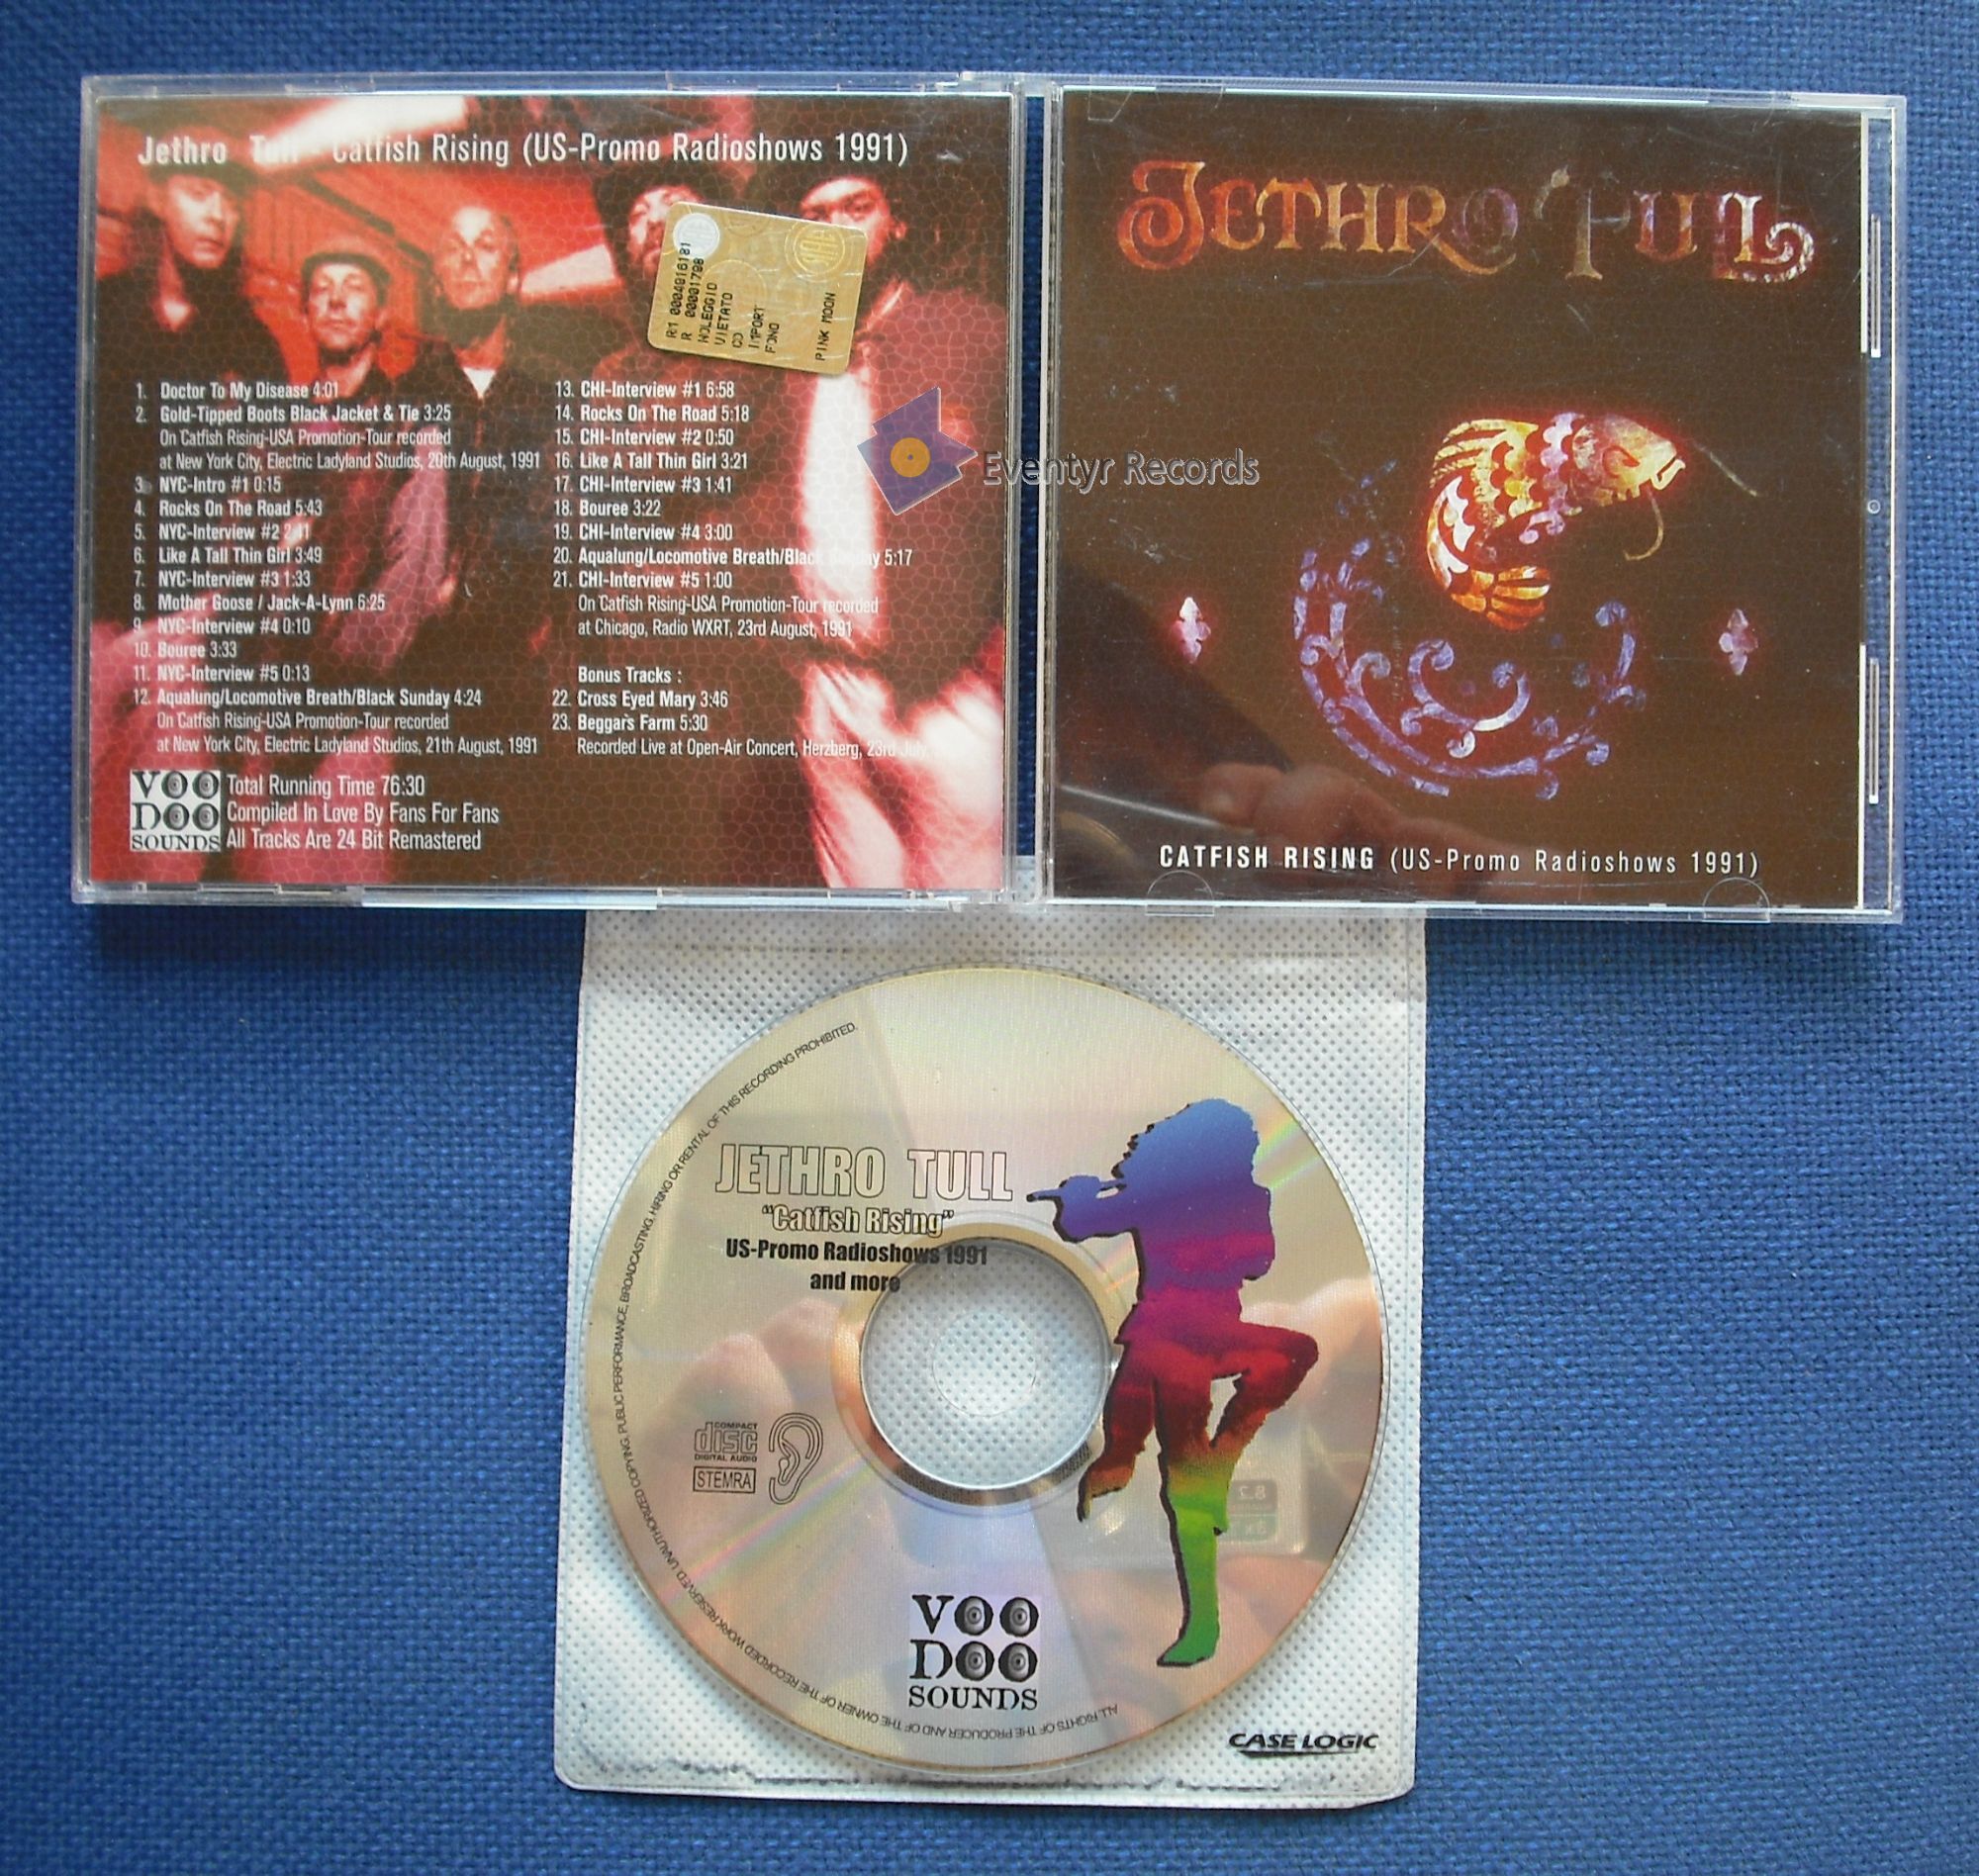 Jethro Tull - Catfish Rising (US-Promo Radioshows 1991)
R1 0004916181
R 00001798
NOLEGGIO
VIETATO
CD
IMPORT
FONO
PINK MOON
1. Doctor To My Disease 4:01
2. Gold-Tipped Boots Black Jacket & Tie 3:25
On Catfish Rising-USA Promotion-Tour recorded
at New York City, Electric Ladyland Studios, 20th August, 1991
3. NYC-Intro #1 0:15
4. Rocks On The Road 5:43
5. NYC-Interview #2 2:41
6. Like A Tall Thin Girl 3:49
7. NYC-Interview #3 1:33
8. Mother Goose / Jack-A-Lynn 6:25
9. NYC-Interview #4 0:10
10. Bouree 3:33
11. NYC-Interview #5 0:13
12. Aqualung/Locomotive Breath/Black Sunday 4:24
On Catfish Rising-USA Promotion-Tour recorded
at New York City, Electric Ladyland Studios, 21th August, 1991
13. CHI-Interview #1 6:58
14. Rocks On The Road 5:18
15. CHI-Interview #2 0:50
16. Like A Tall Thin Girl 3:21
17. CHI-Interview #3 1:41
18. Bouree 3:22
19. CHI-Interview #4 3:00
20. Aqualung/Locomotive Breath/Black Sunday 5:17
21. CHI-Interview #5 1:00
On Catfish Rising-USA Promotion-Tour recorded
at Chicago, Radio WXRT, 23rd August, 1991
Bonus Tracks :
22. Cross Eyed Mary 3:46
23. Beggar's Farm 5:30
Recorded Live at Open-Air Concert, Herzberg, 23rd July,
VOO
DOO
SOUNDS
Total Running Time 76:30
Compiled In Love By Fans For Fans
All Tracks Are 24 Bit Remastered
Eventyr Records
JETHRO TULL
CATFISH RISING (US-Promo Radioshows 1991)
ALL RIGHTS OF THE PRODUCER AND OF THE OWNER OF THE RECORDED WORK RESERVED. UNAUTHORIZED COPYING, PUBLIC PERFORMANCE, BROADCASTING, HIRING OR RENTAL OF THIS RECORDING PROHIBITED.
JETHRO TULL
"Catfish Rising"
US-Promo Radioshows 1991
and more
COMPACT
disc
DIGITAL AUDIO
STEMRA
VOO
DOO
SOUNDS
CASE LOGIC